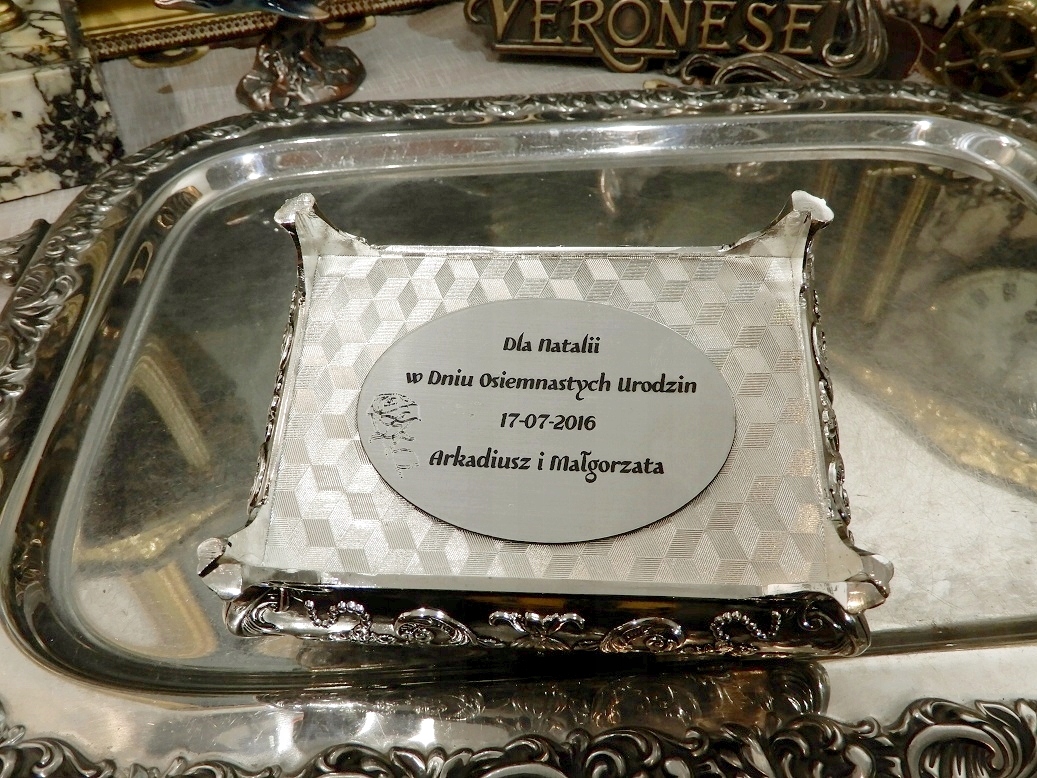 VERONESE
Dla Natalii
w Dniu Osiemnastych Urodzin
17-07-2016
Arkadiusz i Małgorzata